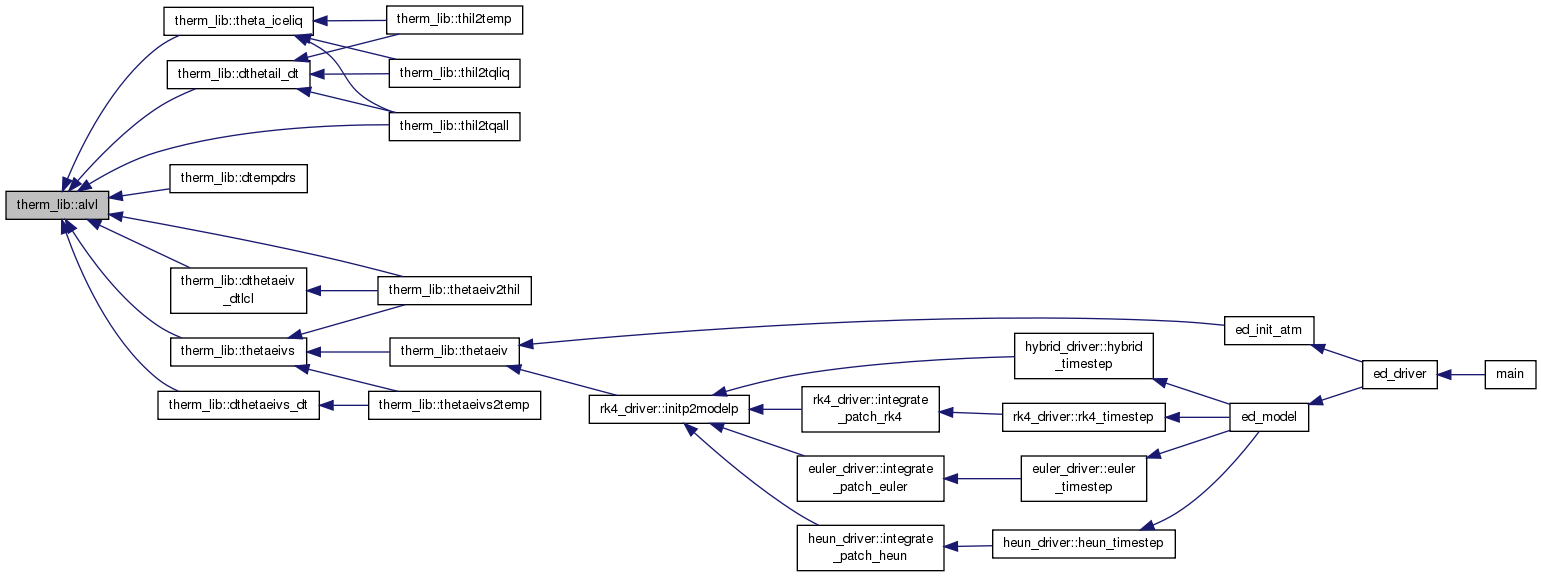 therm_lib::theta_iceliq
therm_lib::thil2temp
therm_lib::dthetail_dt
therm_lib::thil2tqliq
therm_lib::thil2tqall
therm_lib::dtempdrs
therm_lib::alvl
therm_lib::dthetaeiv
_dtlcl
therm_lib::thetaeiv2thil
therm_lib::thetaeivs
therm_lib::thetaeiv
therm_lib::dthetaeivs_dt
therm_lib::thetaeivs2temp
rk4_driver::initp2modelp
ed_init_atm
hybrid_driver::hybrid
_timestep
ed_driver
main
rk4_driver::integrate
_patch_rk4
rk4_driver::rk4_timestep
ed_model
euler_driver::integrate
_patch_euler
euler_driver::euler
_timestep
heun_driver::integrate
_patch_heun
heun_driver::heun_timestep